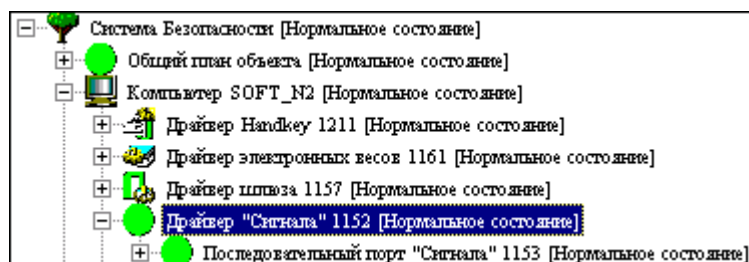 Система Безопасности [Нормальное состояние]
Общий план объекта [Нормальное состояние]
Компьютер SOFT_N2 [Нормальное состояние]
Драйвер Handkey 1211 [Нормальное состояние]
Драйвер электронных весов 1161 [Нормальное состояние]
Драйвер шлюза 1157 [Нормальное состояние]
Драйвер "Сигнала" 1152 [Нормальное состояние]
Последовательный порт "Сигнала" 1153 [Нормальное состояние]